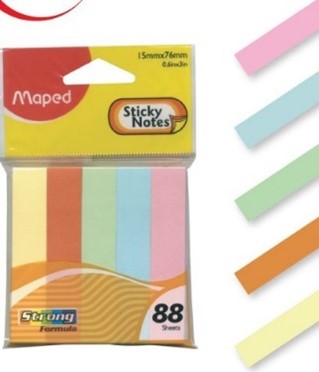 15mmx76mm
0.6inx3in
Maped
Sticky
Notes
Strong
Formula
88
Sheets